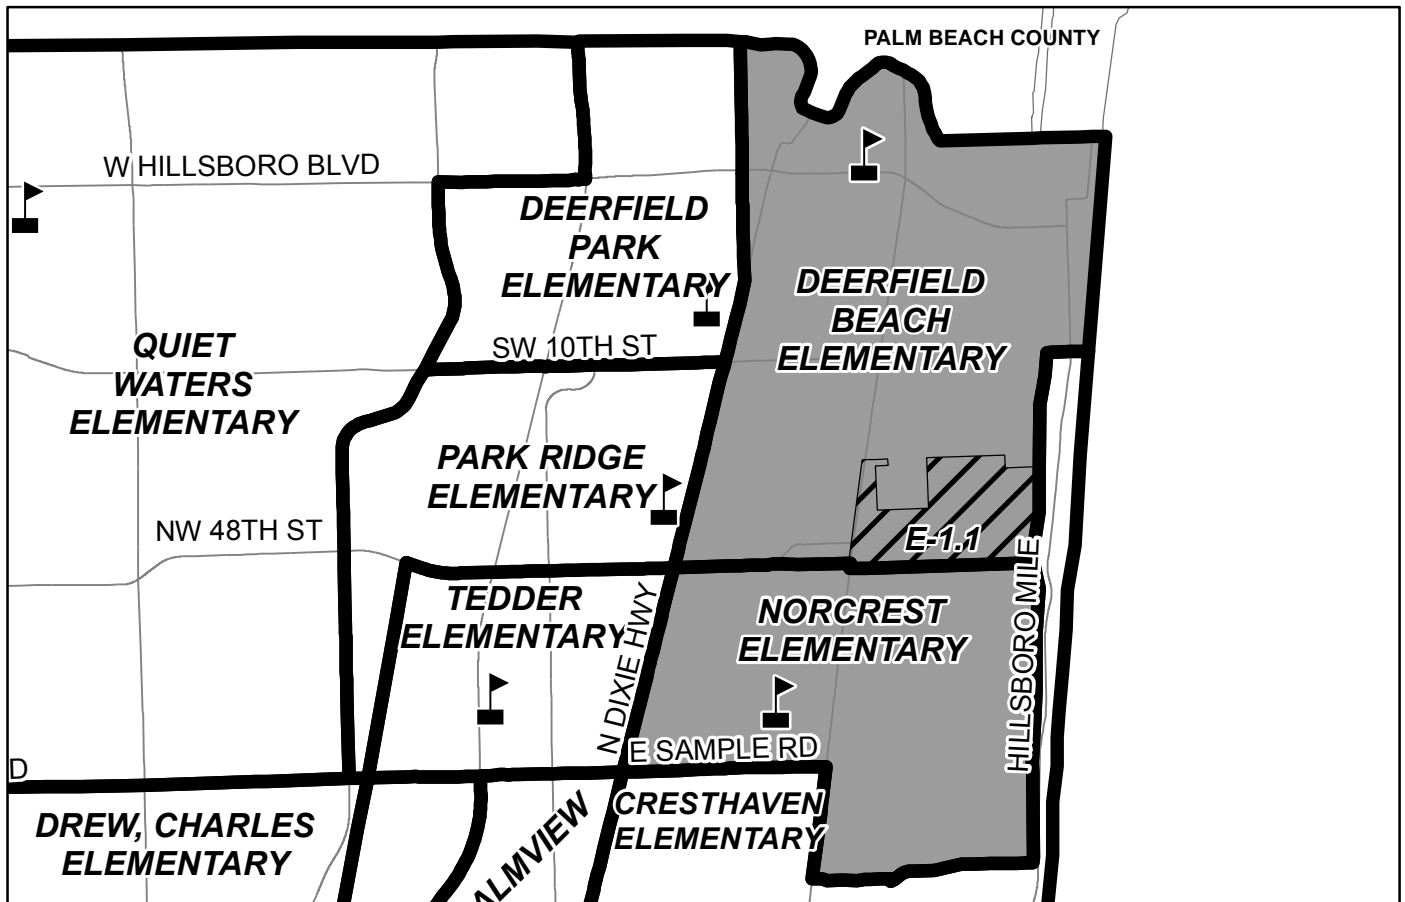 PALM BEACH COUNTY
W HILLSBORO BLVD
DEERFIELD
PARK
ELEMENTARY
DEERFIELD
BEACH
ELEMENTARY
QUIET
WATERS
ELEMENTARY
SW 10TH ST
PARK RIDGE
ELEMENTARY
NW 48TH ST
E-1.1
HILLSBORO MILE
TEDDER
ELEMENTARY
N DIXIE HWY
NORCREST
ELEMENTARY
E SAMPLE RD
D
DREW, CHARLES
ELEMENTARY
ALMVIEW
CRESTHAVEN
ELEMENTARY